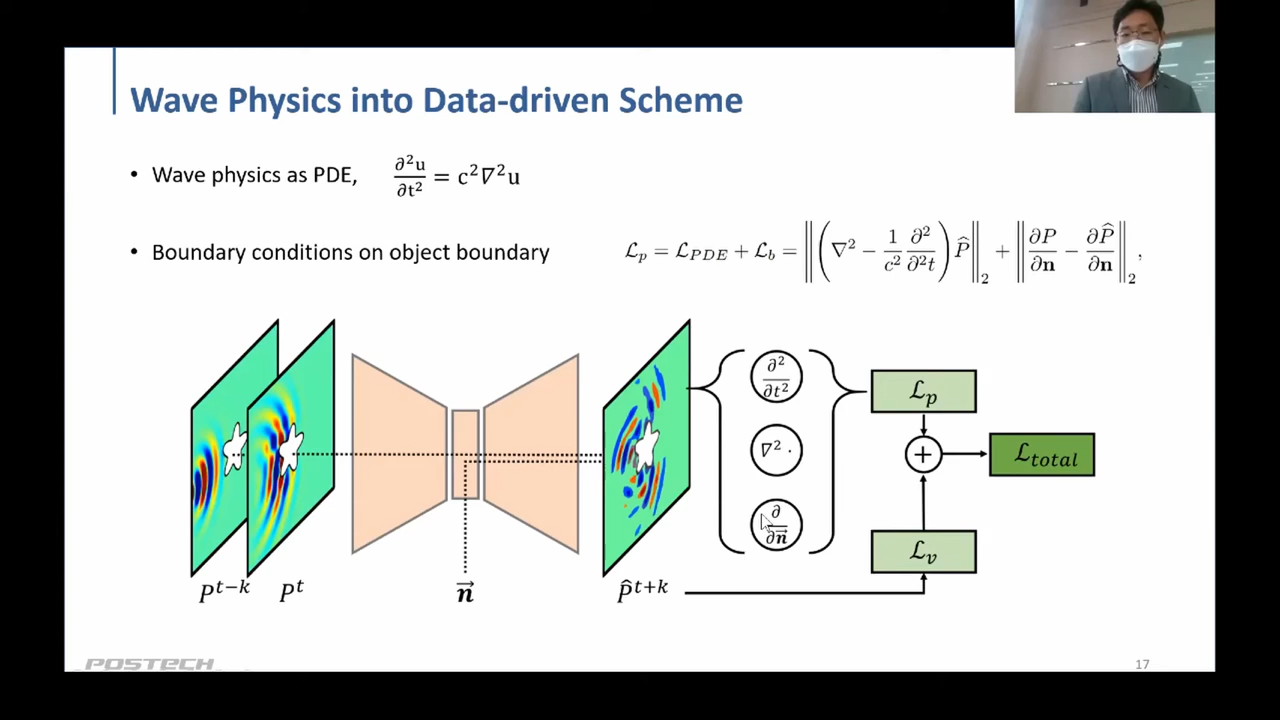 Wave Physics into Data-driven Scheme
• Wave physics as PDE, ∂²u/∂t² = c²∇²u
• Boundary conditions on object boundary
ℒ_p = ℒ_PDE + ℒ_b = ‖(∇² − 1/c² ∂²/∂²t) P̂‖₂ + ‖∂P/∂n − ∂P̂/∂n‖₂,
∂²/∂t²
∇² ·
∂/∂n⃗
ℒ_p
+
ℒ_total
ℒ_v
P^{t−k}
P^t
n⃗
P̂^{t+k}
POSTECH
17